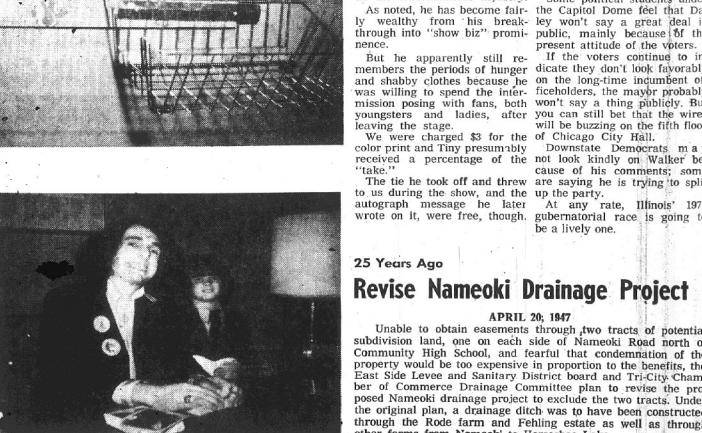 As noted, he has become fair-
ly wealthy from his break-
through into "show biz" promi-
nence.
But he apparently still re-
members the periods of hunger
and shabby clothes because he
was willing to spend the inter-
mission posing with fans, both
youngsters and ladies, after
leaving the stage.
We were charged $3 for the
color print and Tiny presumably
received a percentage of the
"take."
The tie he took off and threw
to us during the show, and the
autograph message he later
wrote on it, were free, though.
the Capitol Dome feel that Da
ley won't say a great deal i
public, mainly because of th
present attitude of the voters.
If the voters continue to in
dicate they don't look favorabl
on the long-time incumbent of
ficeholders, the mayor probabl
won't say a thing publicly. Bu
you can still bet that the wire
will be buzzing on the fifth floo
of Chicago City Hall.
Downstate Democrats ma
not look kindly on Walker be
cause of his comments; som
are saying he is trying to spli
up the party.
At any rate, Illinois' 197
gubernatorial race is going t
be a lively one.
25 Years Ago
Revise Nameoki Drainage Project
APRIL 20, 1947
Unable to obtain easements through two tracts of potentia
subdivision land, one on each side of Nameoki Road north o
Community High School, and fearful that condemnation of th
property would be too expensive in proportion to the benefits, th
East Side Levee and Sanitary District board and Tri-City Cham
ber of Commerce Drainage Committee plan to revise the pro
posed Nameoki drainage project to exclude the two tracts. Unde
the original plan, a drainage ditch was to have been constructe
through the Rode farm and Fehling estate as well as throug